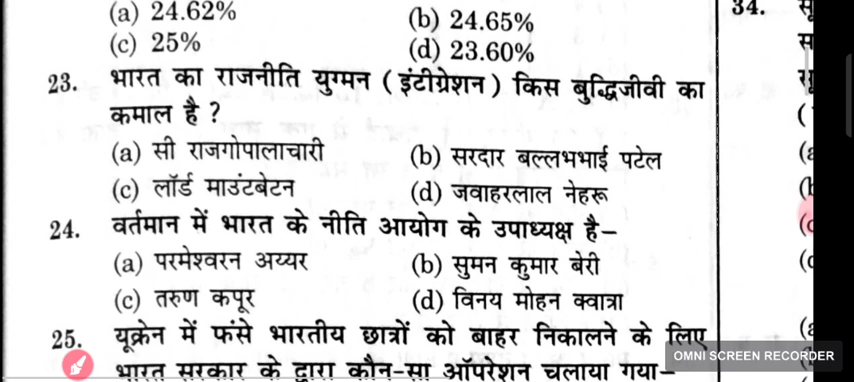 (a) 24.62% (b) 24.65%
(c) 25% (d) 23.60%
34.
23. भारत का राजनीति युग्मन ( इंटीग्रेशन ) किस बुद्धिजीवी का
कमाल है ?
(a) सी राजगोपालाचारी (b) सरदार बल्लभभाई पटेल
(c) लॉर्ड माउंटबेटन (d) जवाहरलाल नेहरू
24. वर्तमान में भारत के नीति आयोग के उपाध्यक्ष है–
(a) परमेश्वरन अय्यर (b) सुमन कुमार बेरी
(c) तरुण कपूर (d) विनय मोहन क्वात्रा
25. यूक्रेन में फंसे भारतीय छात्रों को बाहर निकालने के लिए
भारत सरकार के द्वारा कौन-सा ऑपरेशन चलाया गया–
OMNI SCREEN RECORDER